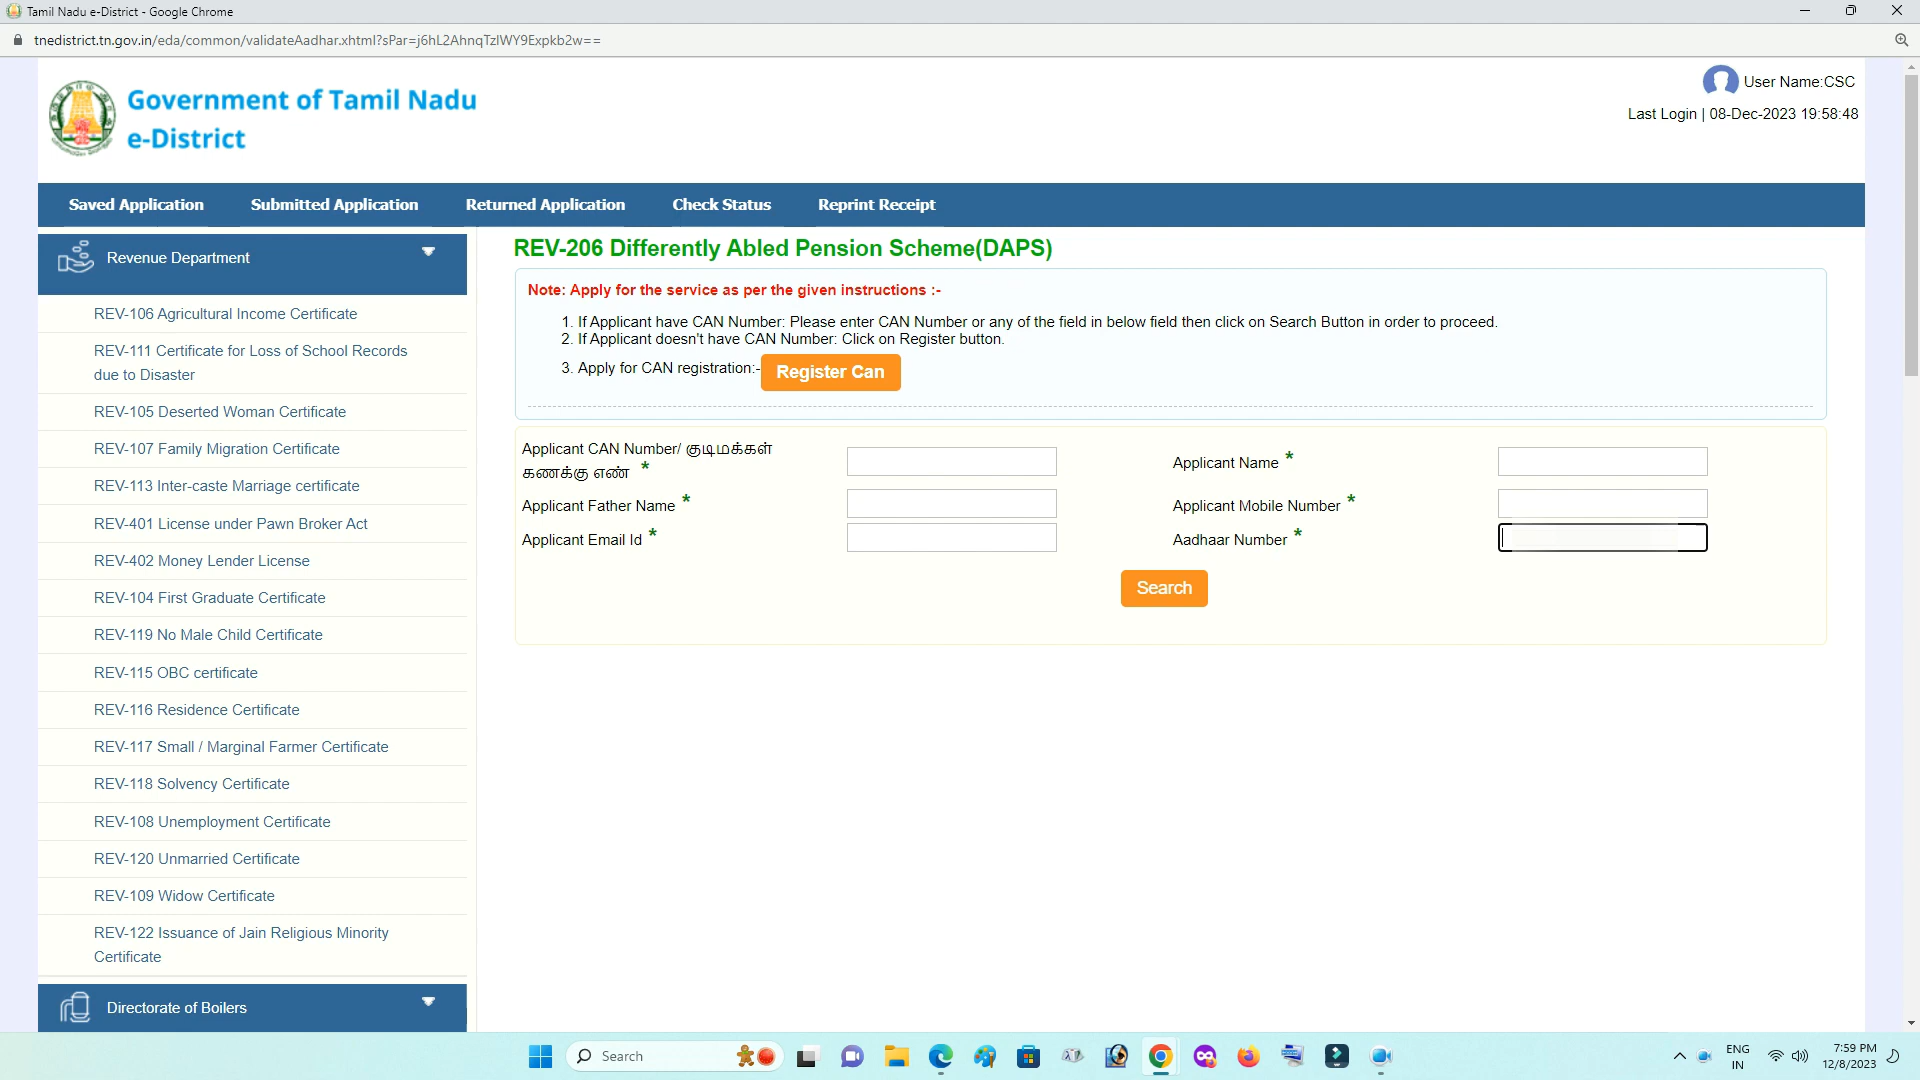 Tamil Nadu e-District - Google Chrome
tnedistrict.tn.gov.in/eda/common/validateAadhar.xhtml?sPar=j6hL2AhnqTzlWY9Expkb2w==
Government of Tamil Nadu
e-District
User Name:CSC
Last Login | 08-Dec-2023 19:58:48
Saved Application Submitted Application Returned Application Check Status Reprint Receipt
Revenue Department
REV-106 Agricultural Income Certificate
REV-111 Certificate for Loss of School Records
due to Disaster
REV-105 Deserted Woman Certificate
REV-107 Family Migration Certificate
REV-113 Inter-caste Marriage certificate
REV-401 License under Pawn Broker Act
REV-402 Money Lender License
REV-104 First Graduate Certificate
REV-119 No Male Child Certificate
REV-115 OBC certificate
REV-116 Residence Certificate
REV-117 Small / Marginal Farmer Certificate
REV-118 Solvency Certificate
REV-108 Unemployment Certificate
REV-120 Unmarried Certificate
REV-109 Widow Certificate
REV-122 Issuance of Jain Religious Minority
Certificate
Directorate of Boilers
REV-206 Differently Abled Pension Scheme(DAPS)
Note: Apply for the service as per the given instructions :-
1. If Applicant have CAN Number: Please enter CAN Number or any of the field in below field then click on Search Button in order to proceed.
2. If Applicant doesn't have CAN Number: Click on Register button.
3. Apply for CAN registration:- Register Can
Applicant CAN Number/ குடிமக்கள்
கணக்கு எண் *
Applicant Name *
Applicant Father Name * Applicant Mobile Number *
Applicant Email Id * Aadhaar Number *
Search
Search
ENG
IN
7:59 PM
12/8/2023